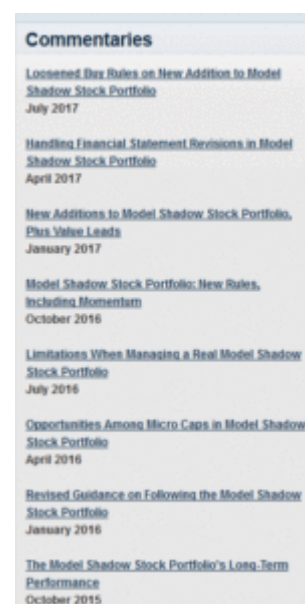 Commentaries
Loosened Buy Rules on New Addition to Model
Shadow Stock Portfolio
July 2017
Handling Financial Statement Revisions in Model
Shadow Stock Portfolio
April 2017
New Additions to Model Shadow Stock Portfolio,
Plus Value Leads
January 2017
Model Shadow Stock Portfolio: New Rules,
Including Momentum
October 2016
Limitations When Managing a Real Model Shadow
Stock Portfolio
July 2016
Opportunities Among Micro Caps in Model Shadow
Stock Portfolio
April 2016
Revised Guidance on Following the Model Shadow
Stock Portfolio
January 2016
The Model Shadow Stock Portfolio's Long-Term
Performance
October 2015